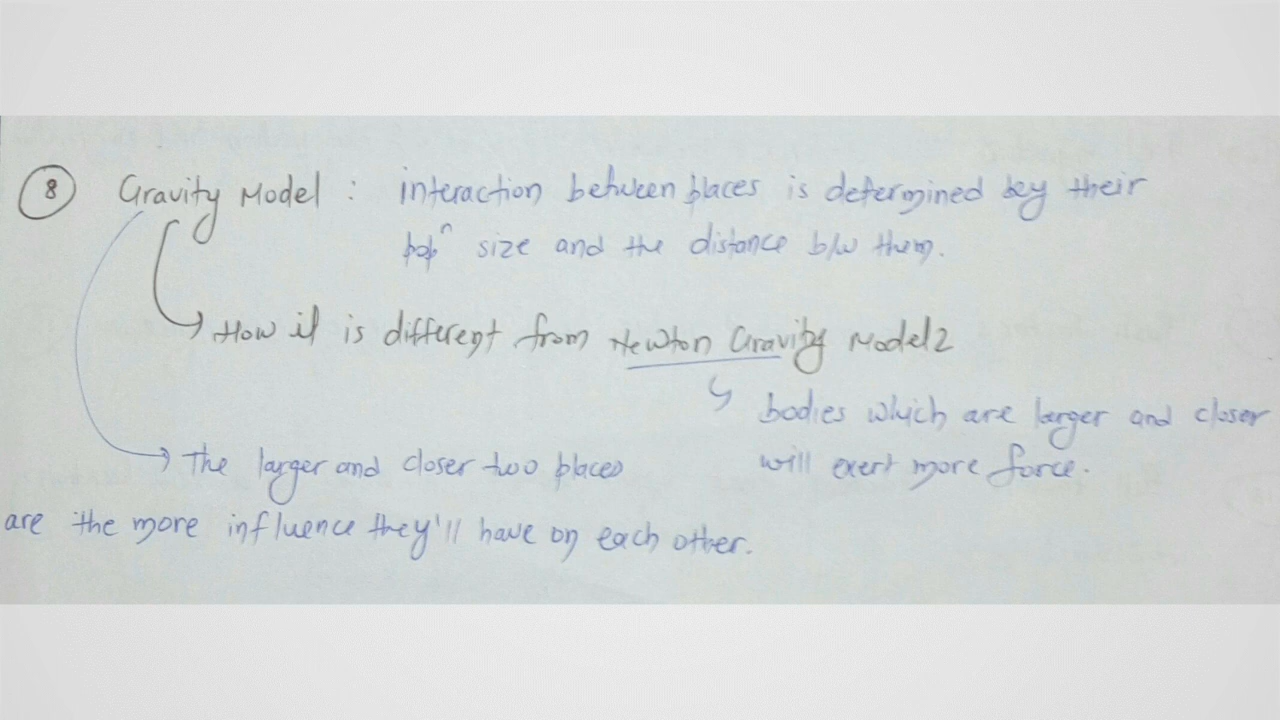 8 Gravity Model : interaction between places is determined bey their
popⁿ size and the distance b/w them.
How it is different from Newton Gravity Model?
bodies which are larger and closer
will exert more force.
The larger and closer two places
are the more influence they'll have on each other.